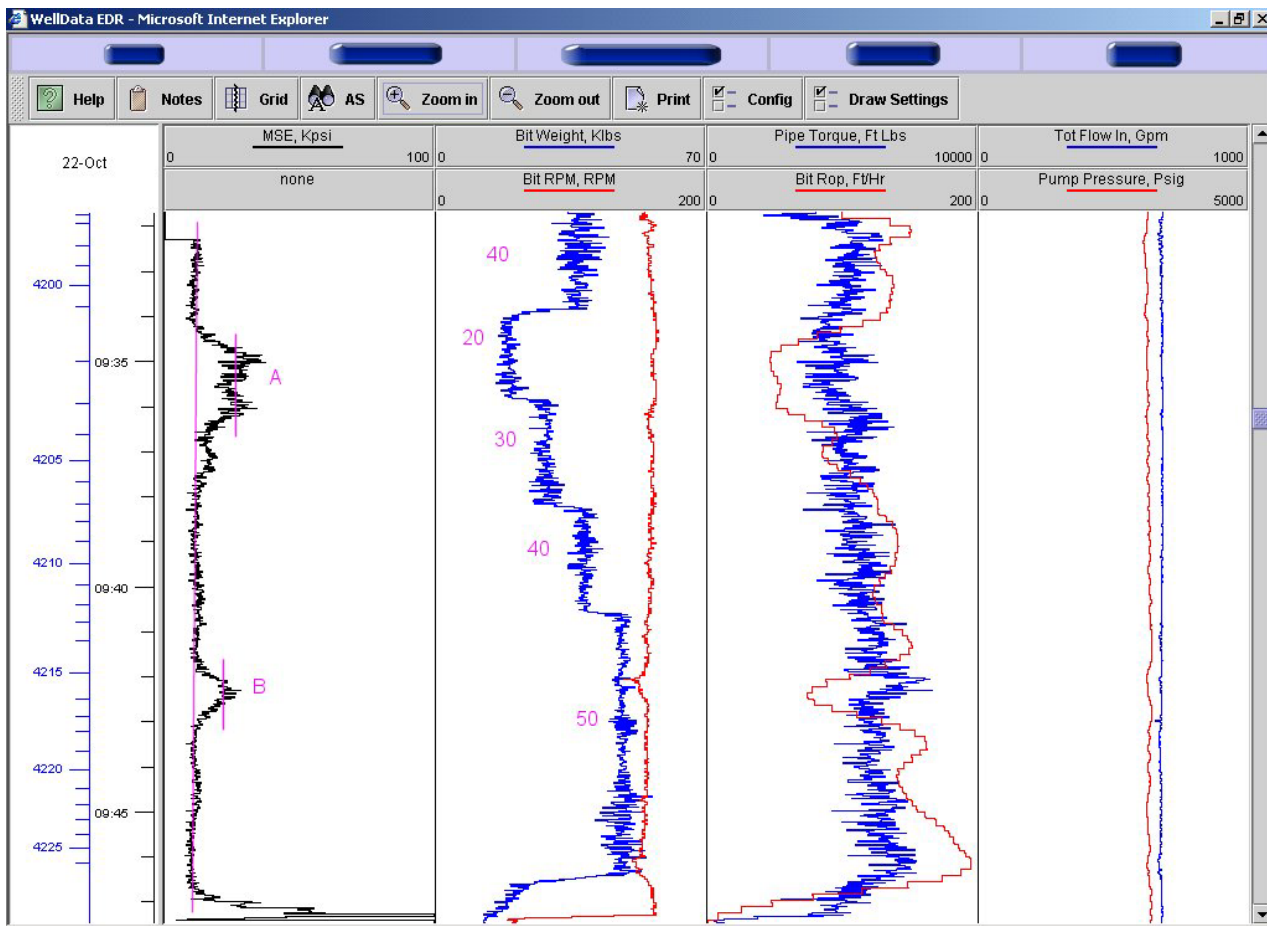 WellData EDR - Microsoft Internet Explorer
Help Notes Grid AS Zoom in Zoom out Print Config Draw Settings
22-Oct
MSE, Kpsi
0 100
none
Bit Weight, Klbs
0 70
Bit RPM, RPM
0 200
Pipe Torque, Ft Lbs
0 10000
Bit Rop, Ft/Hr
0 200
Tot Flow In, Gpm
0 1000
Pump Pressure, Psig
0 5000
40
4200
20
09:35
A
30
4205
40
4210
09:40
4215
B
50
4220
09:45
4225